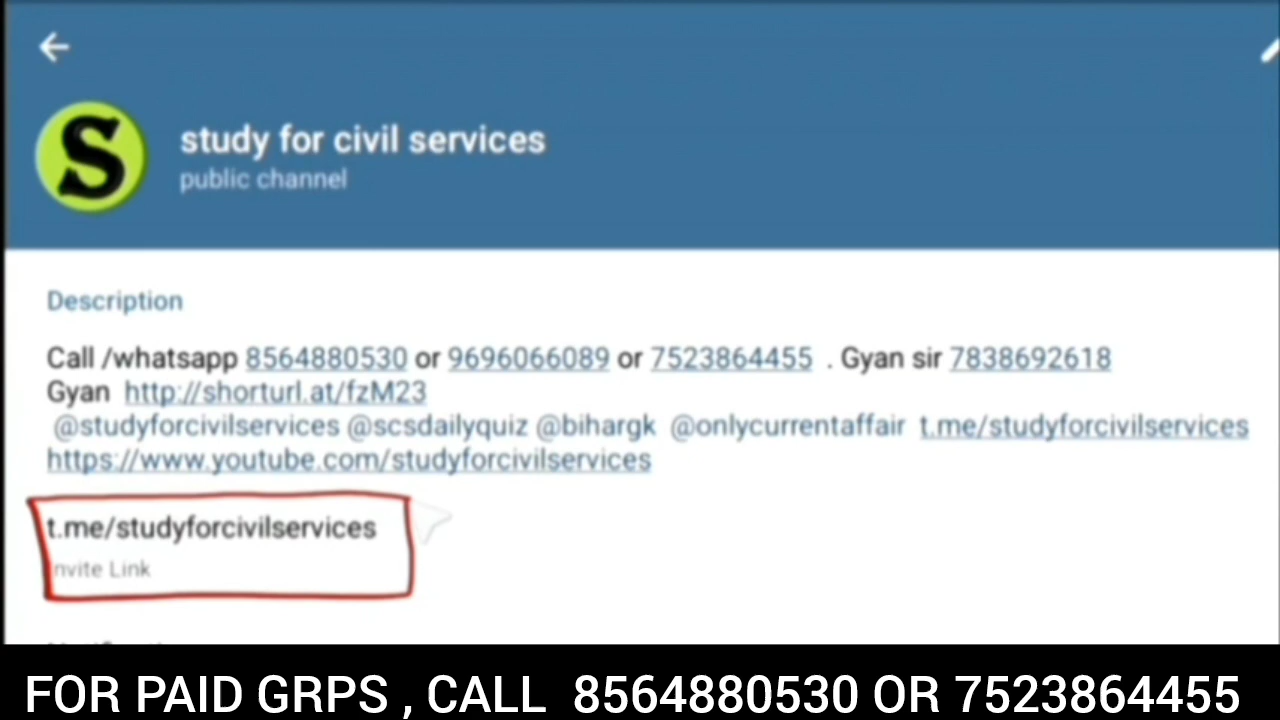 S
study for civil services
public channel
Description
Call /whatsapp 8564880530 or 9696066089 or 7523864455 . Gyan sir 7838692618
Gyan http://shorturl.at/fzM23
@studyforcivilservices @scsdailyquiz @bihargk @onlycurrentaffair t.me/studyforcivilservices
https://www.youtube.com/studyforcivilservices
t.me/studyforcivilservices
Invite Link
FOR PAID GRPS , CALL 8564880530 OR 7523864455